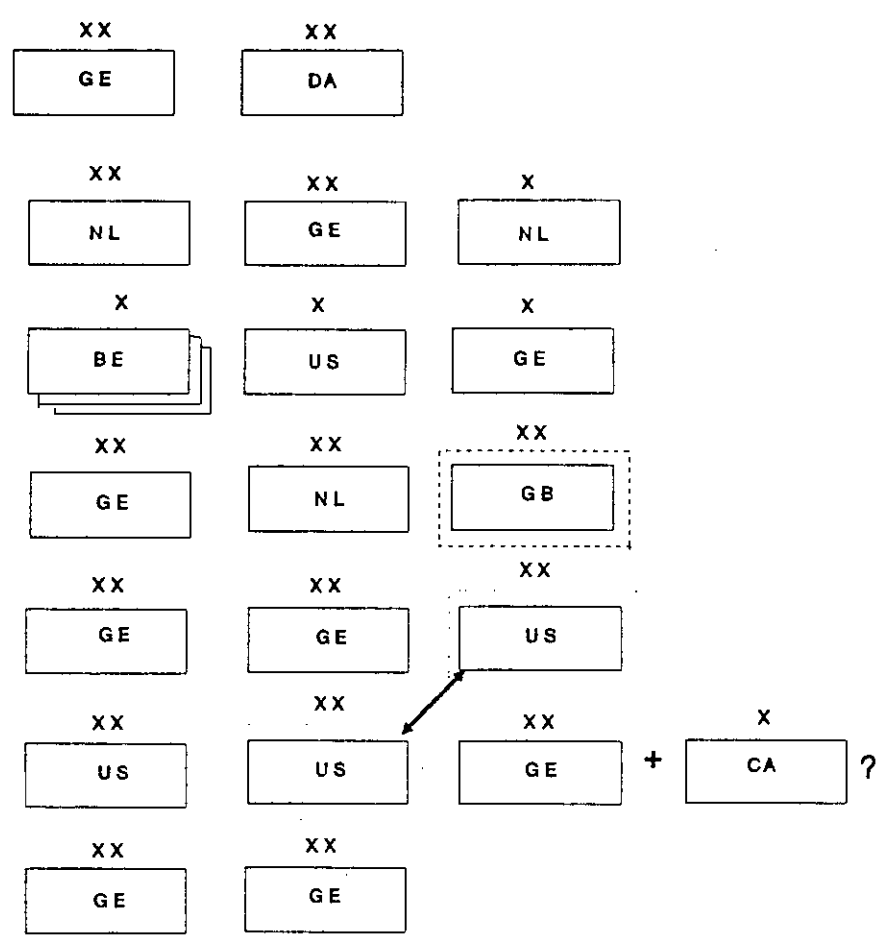 XX XX
GE DA
XX XX X
NL GE NL
X X X
BE US GE
XX XX XX
GE NL GB
XX XX XX
GE GE US
XX XX XX X
US US GE + CA ?
XX XX
GE GE